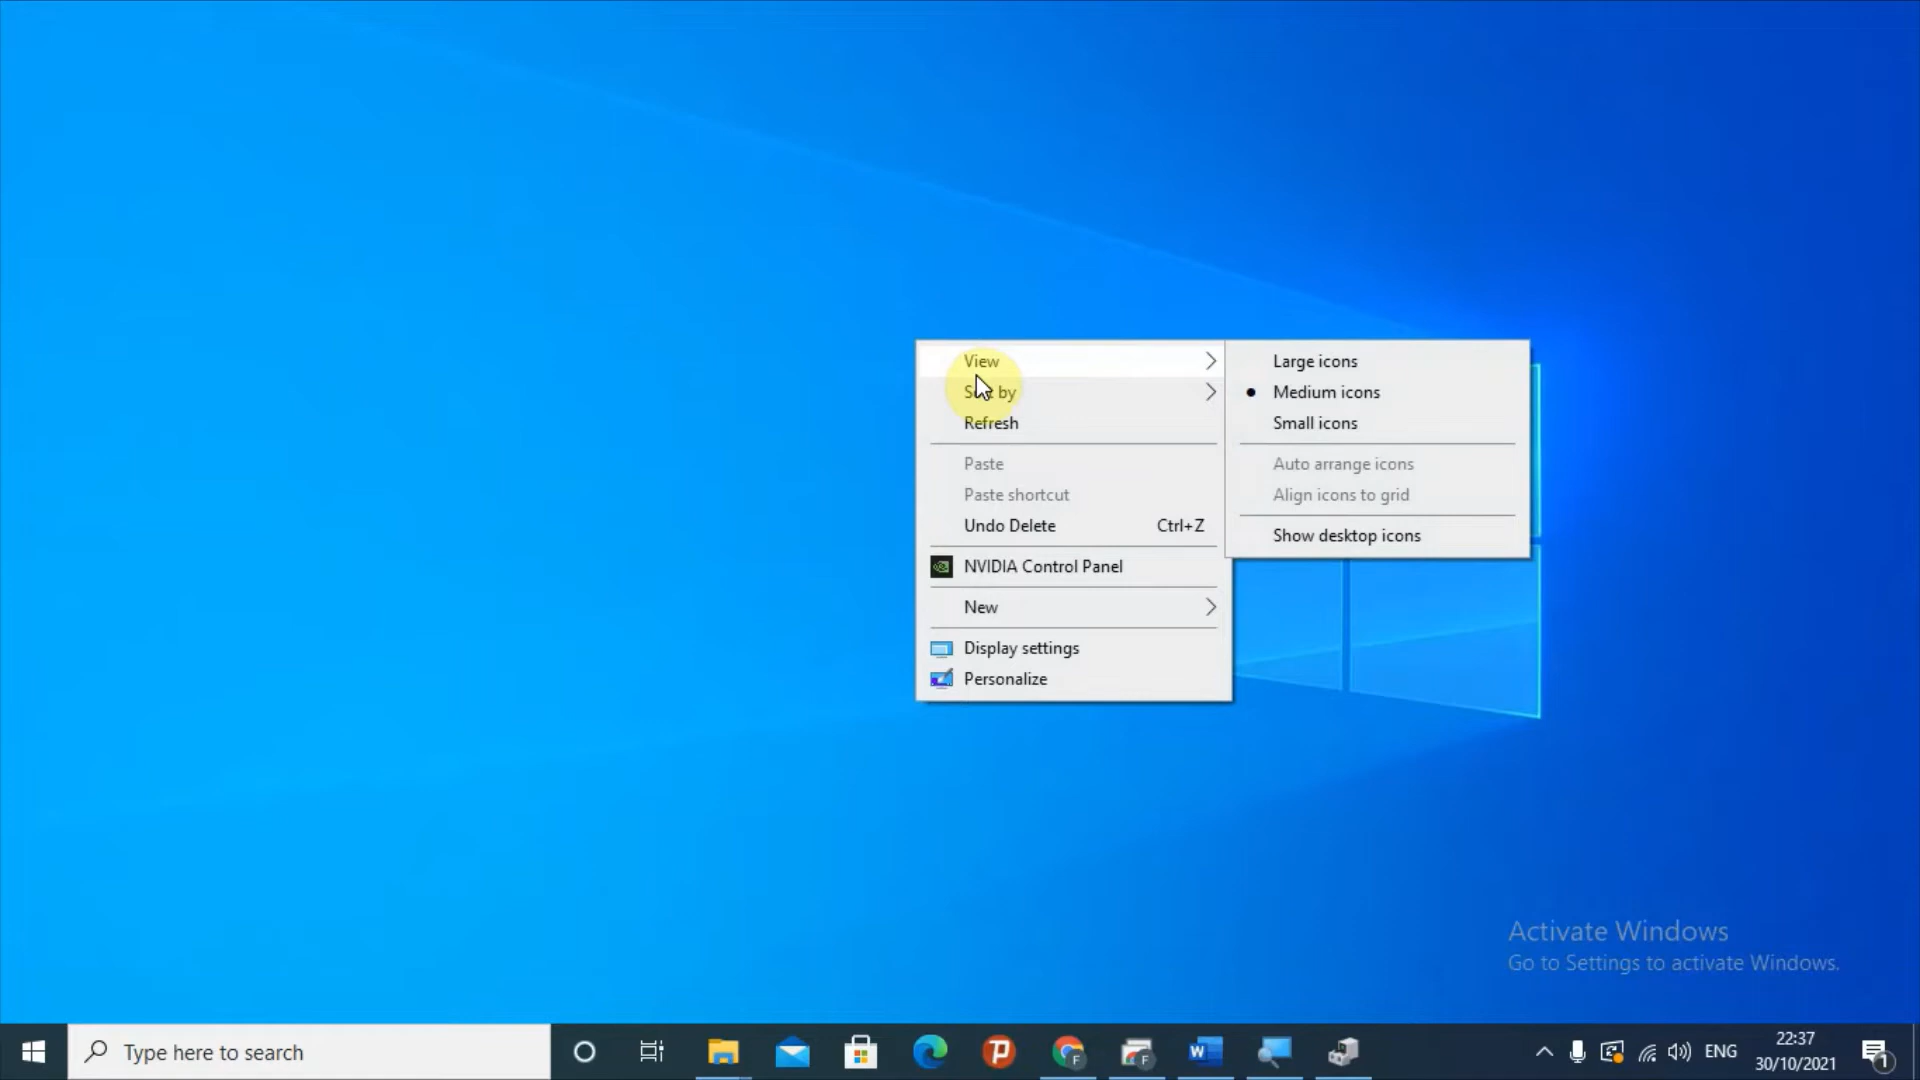 View
Sort by
Refresh
Paste
Paste shortcut
Undo Delete Ctrl+Z
NVIDIA Control Panel
New
Display settings
Personalize
Large icons
Medium icons
Small icons
Auto arrange icons
Align icons to grid
Show desktop icons
Activate Windows
Go to Settings to activate Windows.
Type here to search
F
F
W
ENG
22:37
30/10/2021
1